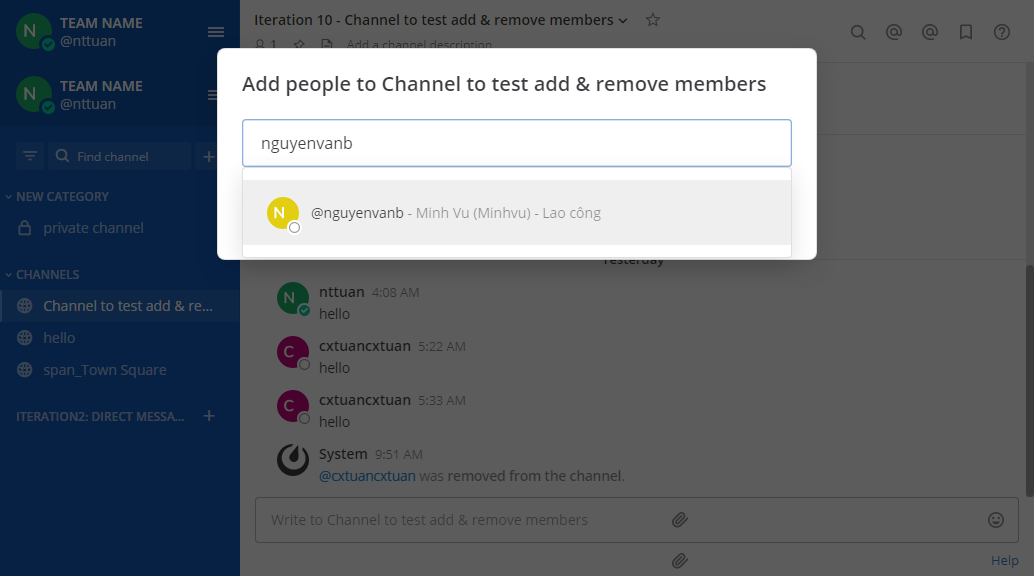 N
TEAM NAME
@nttuan
N
TEAM NAME
@nttuan
Find channel
NEW CATEGORY
private channel
CHANNELS
Channel to test add & re...
hello
span_Town Square
ITERATION2: DIRECT MESSA...
Iteration 10 - Channel to test add & remove members
1
Add a channel description
Add people to Channel to test add & remove members
nguyenvanb
N
@nguyenvanb - Minh Vu (Minhvu) - Lao công
Yesterday
N
nttuan 4:08 AM
hello
C
cxtuancxtuan 5:22 AM
hello
C
cxtuancxtuan 5:33 AM
hello
System 9:51 AM
@cxtuancxtuan was removed from the channel.
Write to Channel to test add & remove members
Help